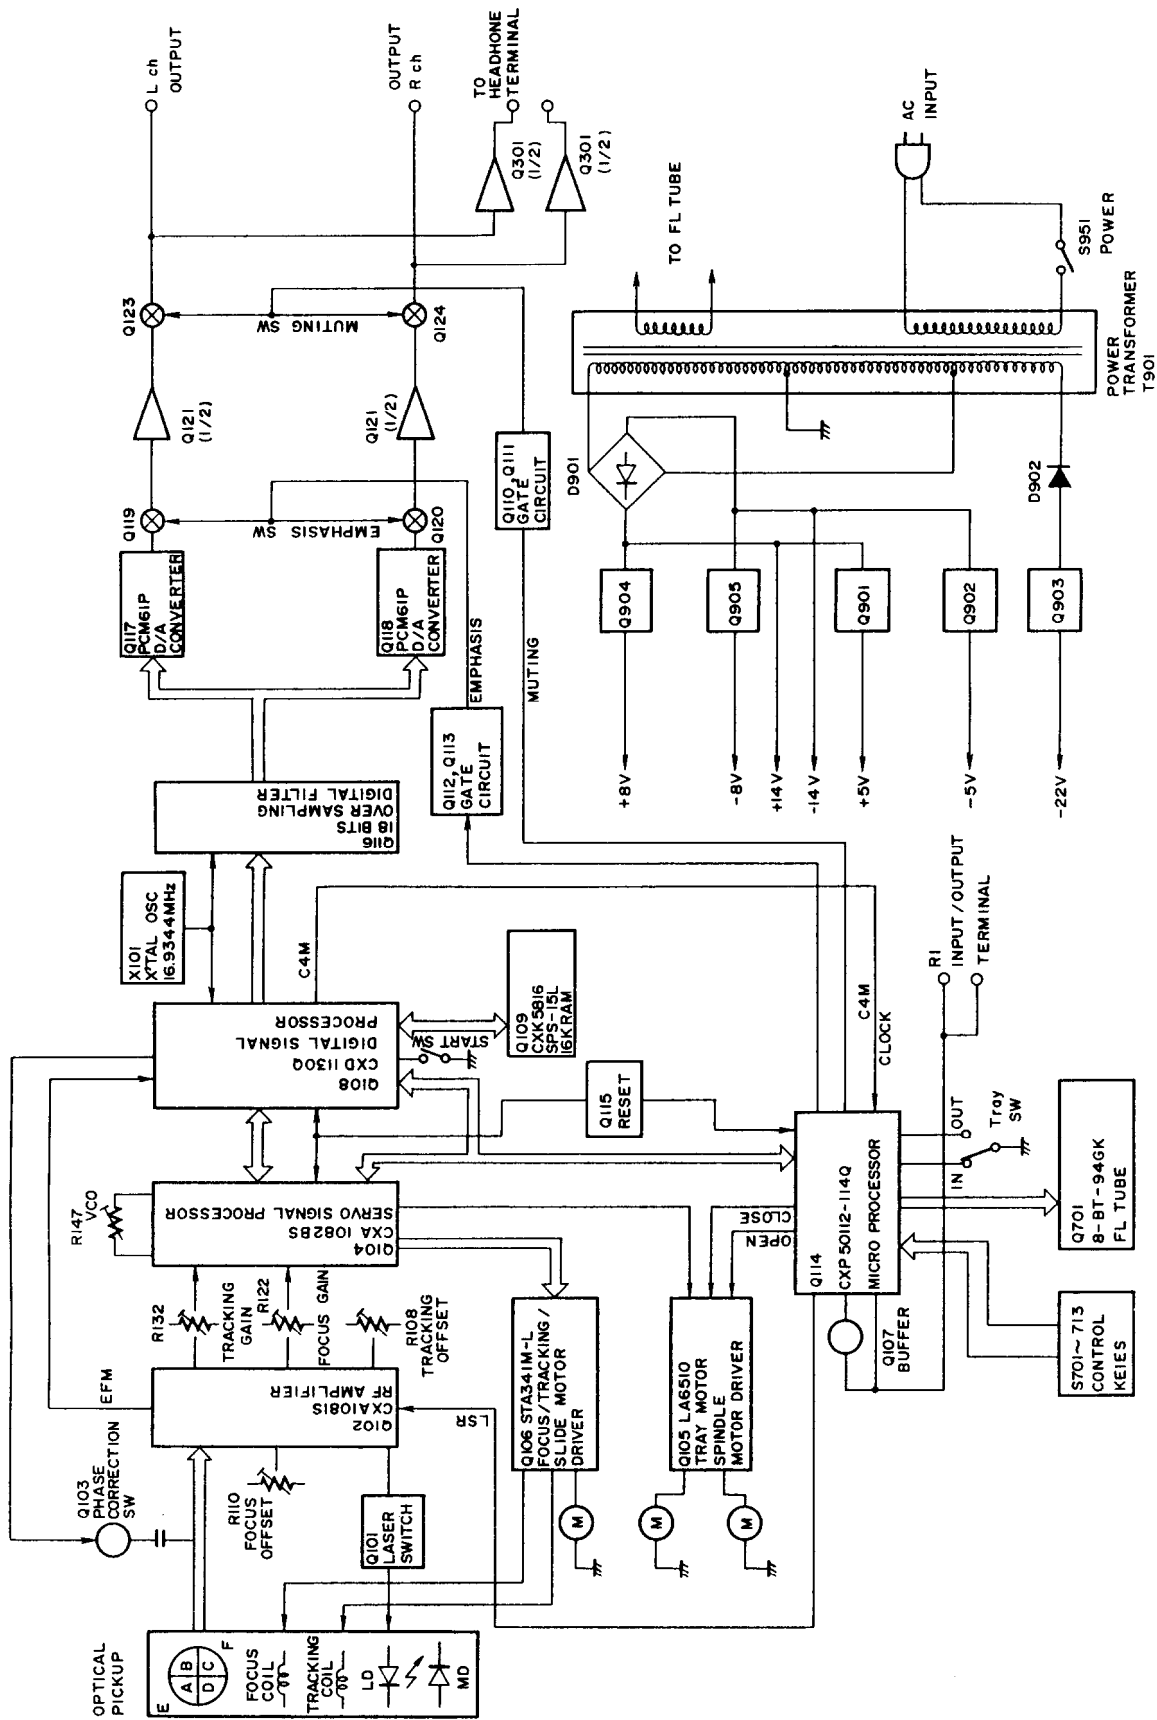 OPTICAL
PICKUP
E
A
B
D
C
F
FOCUS
COIL
TRACKING
COIL
LD
MD
Q103
PHASE
CORRECTION
SW
R110
FOCUS
OFFSET
Q101
LASER
SWITCH
EFM
Q102
CXA1081S
RF AMPLIFIER
LSR
R132
TRACKING
GAIN
R122
FOCUS GAIN
R108
TRACKING
OFFSET
R147
VCO
Q104
CXA 1082BS
SERVO SIGNAL PROCESSOR
Q106 STA341M-L
FOCUS/TRACKING/
SLIDE MOTOR
DRIVER
M
Q105 LA6510
TRAY MOTOR
SPINDLE
MOTOR DRIVER
M
M
OPEN
CLOSE
Q108
CXD 1130Q
DIGITAL SIGNAL
PROCESSOR
START SW
Q109
CXK5816
SPS-15L
16K RAM
Q115
RESET
C4M
X101
X'TAL OSC
16.9344MHz
Q116
18 BITS
OVER SAMPLING
DIGITAL FILTER
Q114
CXP 50112-114Q
MICRO PROCESSOR
Q107
BUFFER
C4M
CLOCK
IN
OUT
Tray
SW
R1
INPUT/OUTPUT
TERMINAL
S701~713
CONTROL
KEIES
Q701
8-BT-94GK
FL TUBE
Q112, Q113
GATE
CIRCUIT
EMPHASIS
MUTING
Q110, Q111
GATE
CIRCUIT
Q117
PCM61P
D/A
CONVERTER
Q118
PCM61P
D/A
CONVERTER
Q119
EMPHASIS
SW
Q120
Q121
(1/2)
Q121
(1/2)
Q123
MUTING
SW
Q124
L ch
OUTPUT
OUTPUT
R ch
TO
HEADHONE
TERMINAL
Q301
(1/2)
Q301
(1/2)
+8V
-8V
+14V
-14V
+5V
-5V
-22V
Q904
Q905
Q901
Q902
Q903
D901
D902
TO FL TUBE
POWER
TRANSFORMER
T901
S951
POWER
AC
INPUT